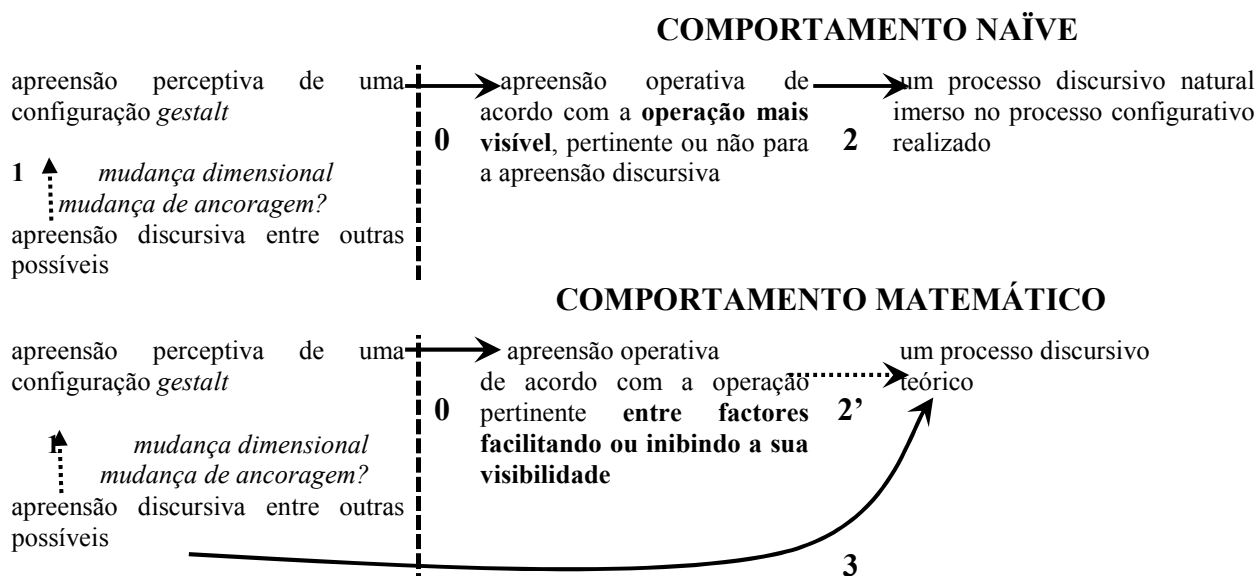 COMPORTAMENTO NAÏVE
apreensão perceptiva de uma
configuração gestalt
1 mudança dimensional
mudança de ancoragem?
apreensão discursiva entre outras
possíveis
0
apreensão operativa de
acordo com a operação mais
visível, pertinente ou não para
a apreensão discursiva
2
um processo discursivo natural
imerso no processo configurativo
realizado
COMPORTAMENTO MATEMÁTICO
apreensão perceptiva de uma
configuração gestalt
1 mudança dimensional
mudança de ancoragem?
apreensão discursiva entre outras
possíveis
0
apreensão operativa
de acordo com a operação
pertinente entre factores
facilitando ou inibindo a sua
visibilidade
2’
um processo discursivo
teórico
3